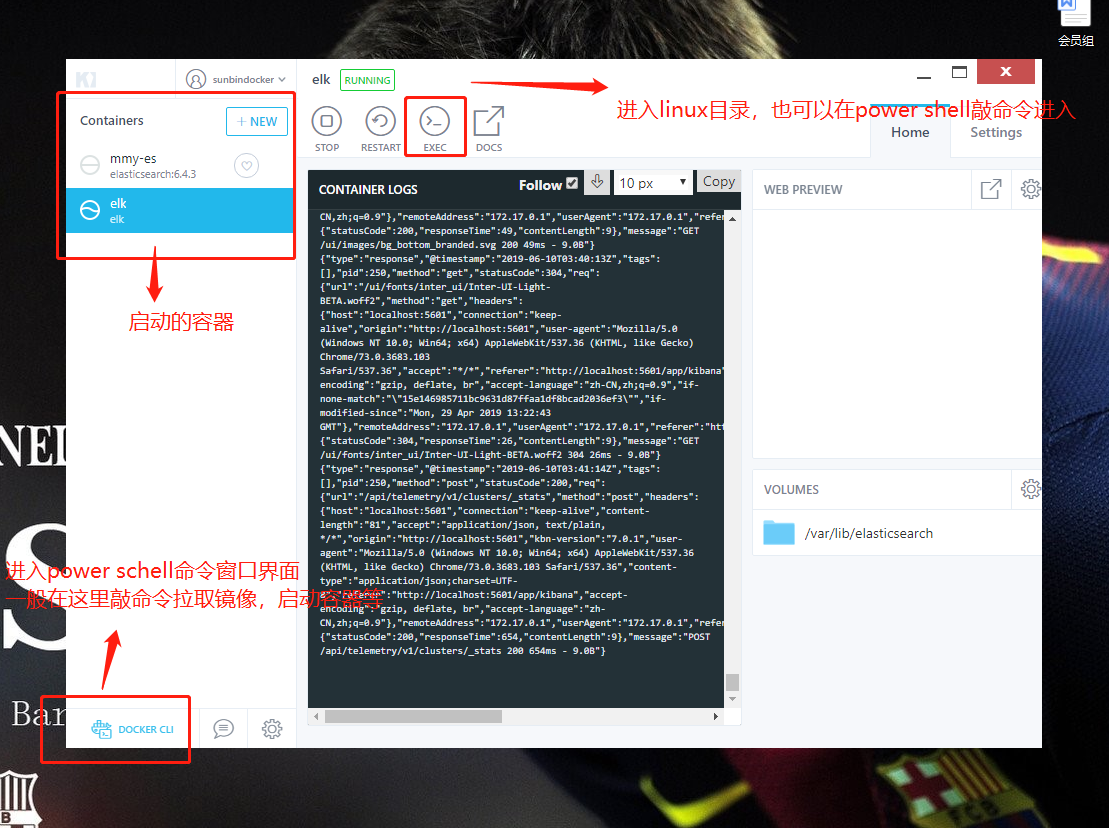 会员组
sunbindocker
elk
RUNNING
进入linux目录，也可以在power shell敲命令进入
Containers
+ NEW
STOP
RESTART
EXEC
DOCS
Home
Settings
mmy-es
elasticsearch:6.4.3
elk
elk
启动的容器
CONTAINER LOGS
Follow
10 px
Copy
CN,zh;q=0.9"},"remoteAddress":"172.17.0.1","userAgent":"172.17.0.1","refer
{"statusCode":200,"responseTime":49,"contentLength":9},"message":"GET
/ui/images/bg_bottom_branded.svg 200 49ms - 9.0B"}
{"type":"response","@timestamp":"2019-06-10T03:40:13Z","tags":
[],"pid":250,"method":"get","statusCode":304,"req":
{"url":"/ui/fonts/inter_ui/Inter-UI-Light-
BETA.woff2","method":"get","headers":
{"host":"localhost:5601","connection":"keep-
alive","origin":"http://localhost:5601","user-agent":"Mozilla/5.0
(Windows NT 10.0; Win64; x64) AppleWebKit/537.36 (KHTML, like Gecko)
Chrome/73.0.3683.103
Safari/537.36","accept":"*/*","referer":"http://localhost:5601/app/kibana"
encoding":"gzip, deflate, br","accept-language":"zh-CN,zh;q=0.9","if-
none-match":"\"15e146985711bc9631d87ffaa1df8bcad2036ef3\"","if-
modified-since":"Mon, 29 Apr 2019 13:22:43
GMT"},"remoteAddress":"172.17.0.1","userAgent":"172.17.0.1","referer":"htt
{"statusCode":304,"responseTime":26,"contentLength":9},"message":"GET
/ui/fonts/inter_ui/Inter-UI-Light-BETA.woff2 304 26ms - 9.0B"}
{"type":"response","@timestamp":"2019-06-10T03:41:14Z","tags":
[],"pid":250,"method":"post","statusCode":200,"req":
{"url":"/api/telemetry/v1/clusters/_stats","method":"post","headers":
{"host":"localhost:5601","connection":"keep-alive","content-
length":"81","accept":"application/json, text/plain,
*/*","origin":"http://localhost:5601","kbn-version":"7.0.1","user-
agent":"Mozilla/5.0 (Windows NT 10.0; Win64; x64) AppleWebKit/537.36
(KHTML, like Gecko) Chrome/73.0.3683.103 Safari/537.36","content-
type":"application/json;charset=UTF-
8","referer":"http://localhost:5601/app/kibana","accept-
encoding":"gzip, deflate, br","accept-language":"zh-
CN,zh;q=0.9"},"remoteAddress":"172.17.0.1","userAgent":"172.17.0.1","refer
{"statusCode":200,"responseTime":654,"contentLength":9},"message":"POST
/api/telemetry/v1/clusters/_stats 200 654ms - 9.0B"}
WEB PREVIEW
VOLUMES
/var/lib/elasticsearch
进入power schell命令窗口界面
一般在这里敲命令拉取镜像，启动容器等
DOCKER CLI